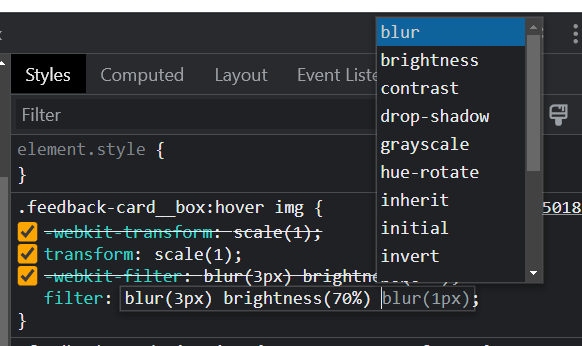 Styles Computed Layout Event Liste
Filter
element.style {
}
.feedback-card__box:hover img {
5018
-webkit-transform: scale(1);
transform: scale(1);
-webkit-filter: blur(3px) brightne
filter: blur(3px) brightness(70%) blur(1px);
}
blur
brightness
contrast
drop-shadow
grayscale
hue-rotate
inherit
initial
invert